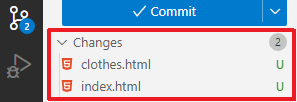 Commit
2
Changes 2
clothes.html U
index.html U